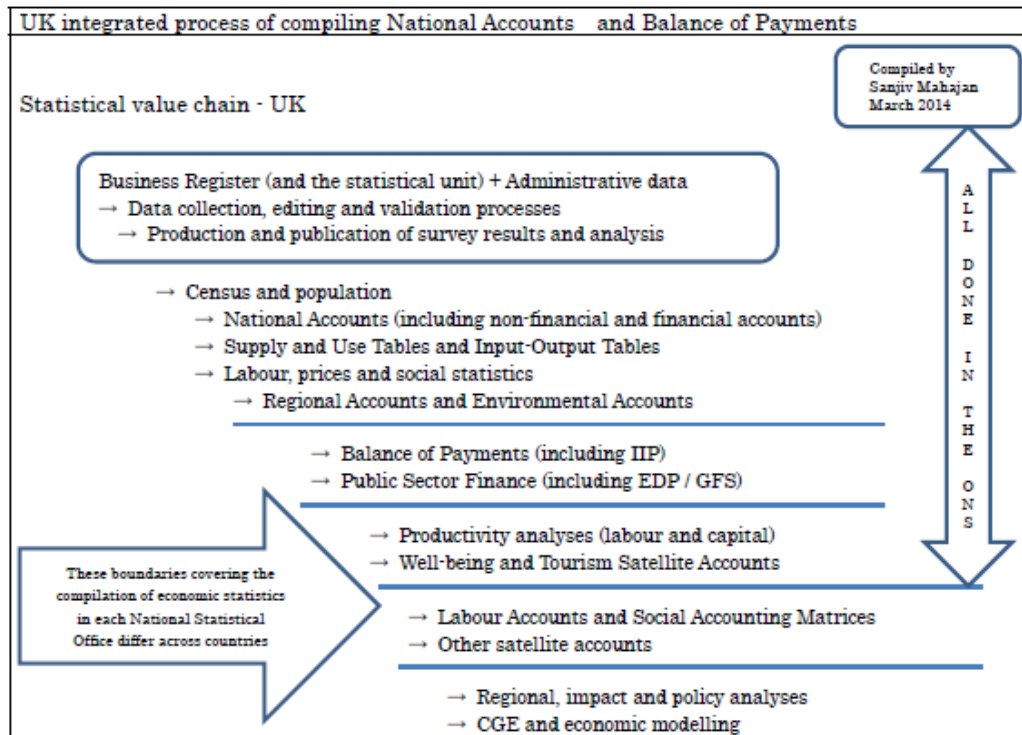 UK integrated process of compiling National Accounts and Balance of Payments
Compiled by
Sanjiv Mahajan
March 2014
Statistical value chain - UK
Business Register (and the statistical unit) + Administrative data
→ Data collection, editing and validation processes
→ Production and publication of survey results and analysis
→ Census and population
→ National Accounts (including non-financial and financial accounts)
→ Supply and Use Tables and Input-Output Tables
→ Labour, prices and social statistics
→ Regional Accounts and Environmental Accounts
→ Balance of Payments (including IIP)
→ Public Sector Finance (including EDP / GFS)
→ Productivity analyses (labour and capital)
→ Well-being and Tourism Satellite Accounts
→ Labour Accounts and Social Accounting Matrices
→ Other satellite accounts
→ Regional, impact and policy analyses
→ CGE and economic modelling
These boundaries covering the
compilation of economic statistics
in each National Statistical
Office differ across countries
ALL DONE IN THE ONS